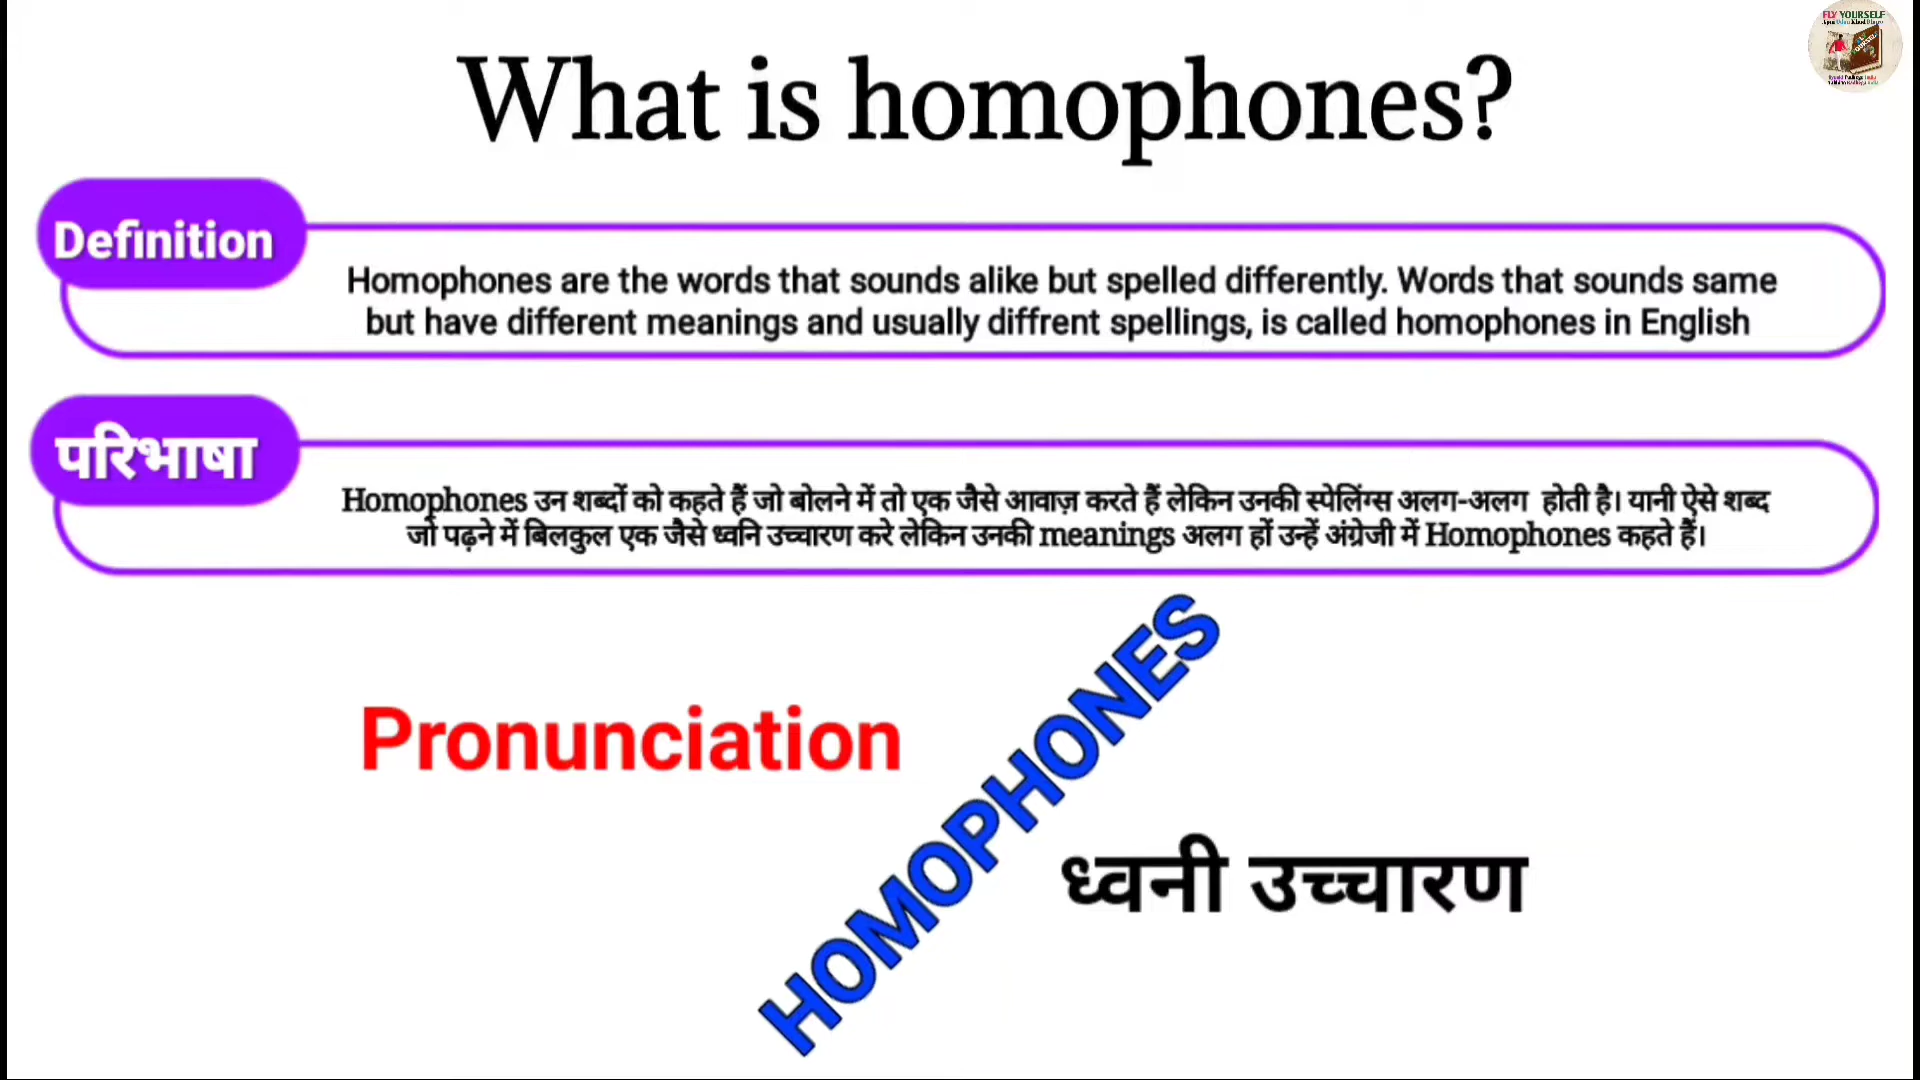 FLY YOURSELF
What is homophones?
Definition
Homophones are the words that sounds alike but spelled differently. Words that sounds same
but have different meanings and usually diffrent spellings, is called homophones in English
परिभाषा
Homophones उन शब्दों को कहते हैं जो बोलने में तो एक जैसे आवाज़ करते हैं लेकिन उनकी स्पेलिंग्स अलग-अलग होती है। यानी ऐसे शब्द
जो पढ़ने में बिलकुल एक जैसे ध्वनि उच्चारण करे लेकिन उनकी meanings अलग हों उन्हें अंग्रेजी में Homophones कहते हैं।
HOMOPHONES
Pronunciation
ध्वनी उच्चारण